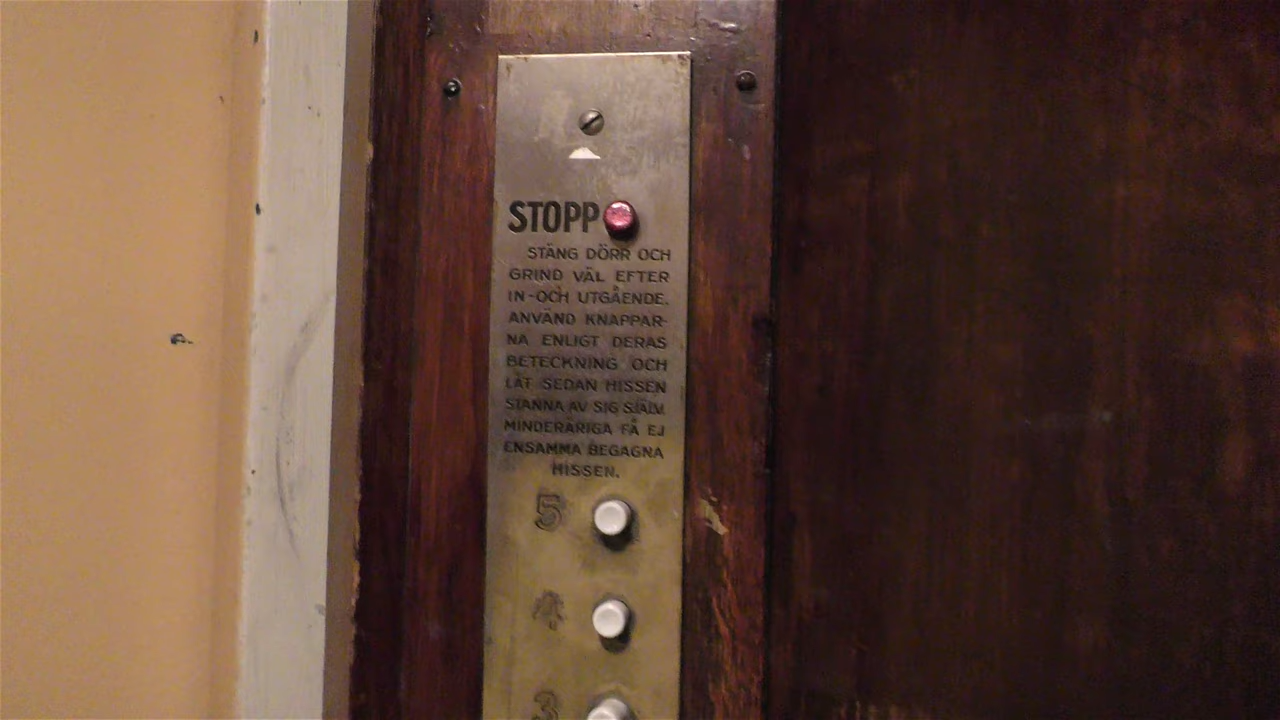 STOPP
STÄNG DÖRR OCH
GRIND VÄL EFTER
IN-OCH UTGÅENDE.
ANVÄND KNAPPAR-
NA ENLIGT DERAS
BETECKNING OCH
LÅT SEDAN HISSEN
STANNA AV SIG SJÄLV.
MINDERÅRIGA FÅ EJ
ENSAMMA BEGAGNA
HISSEN.
5
4
3